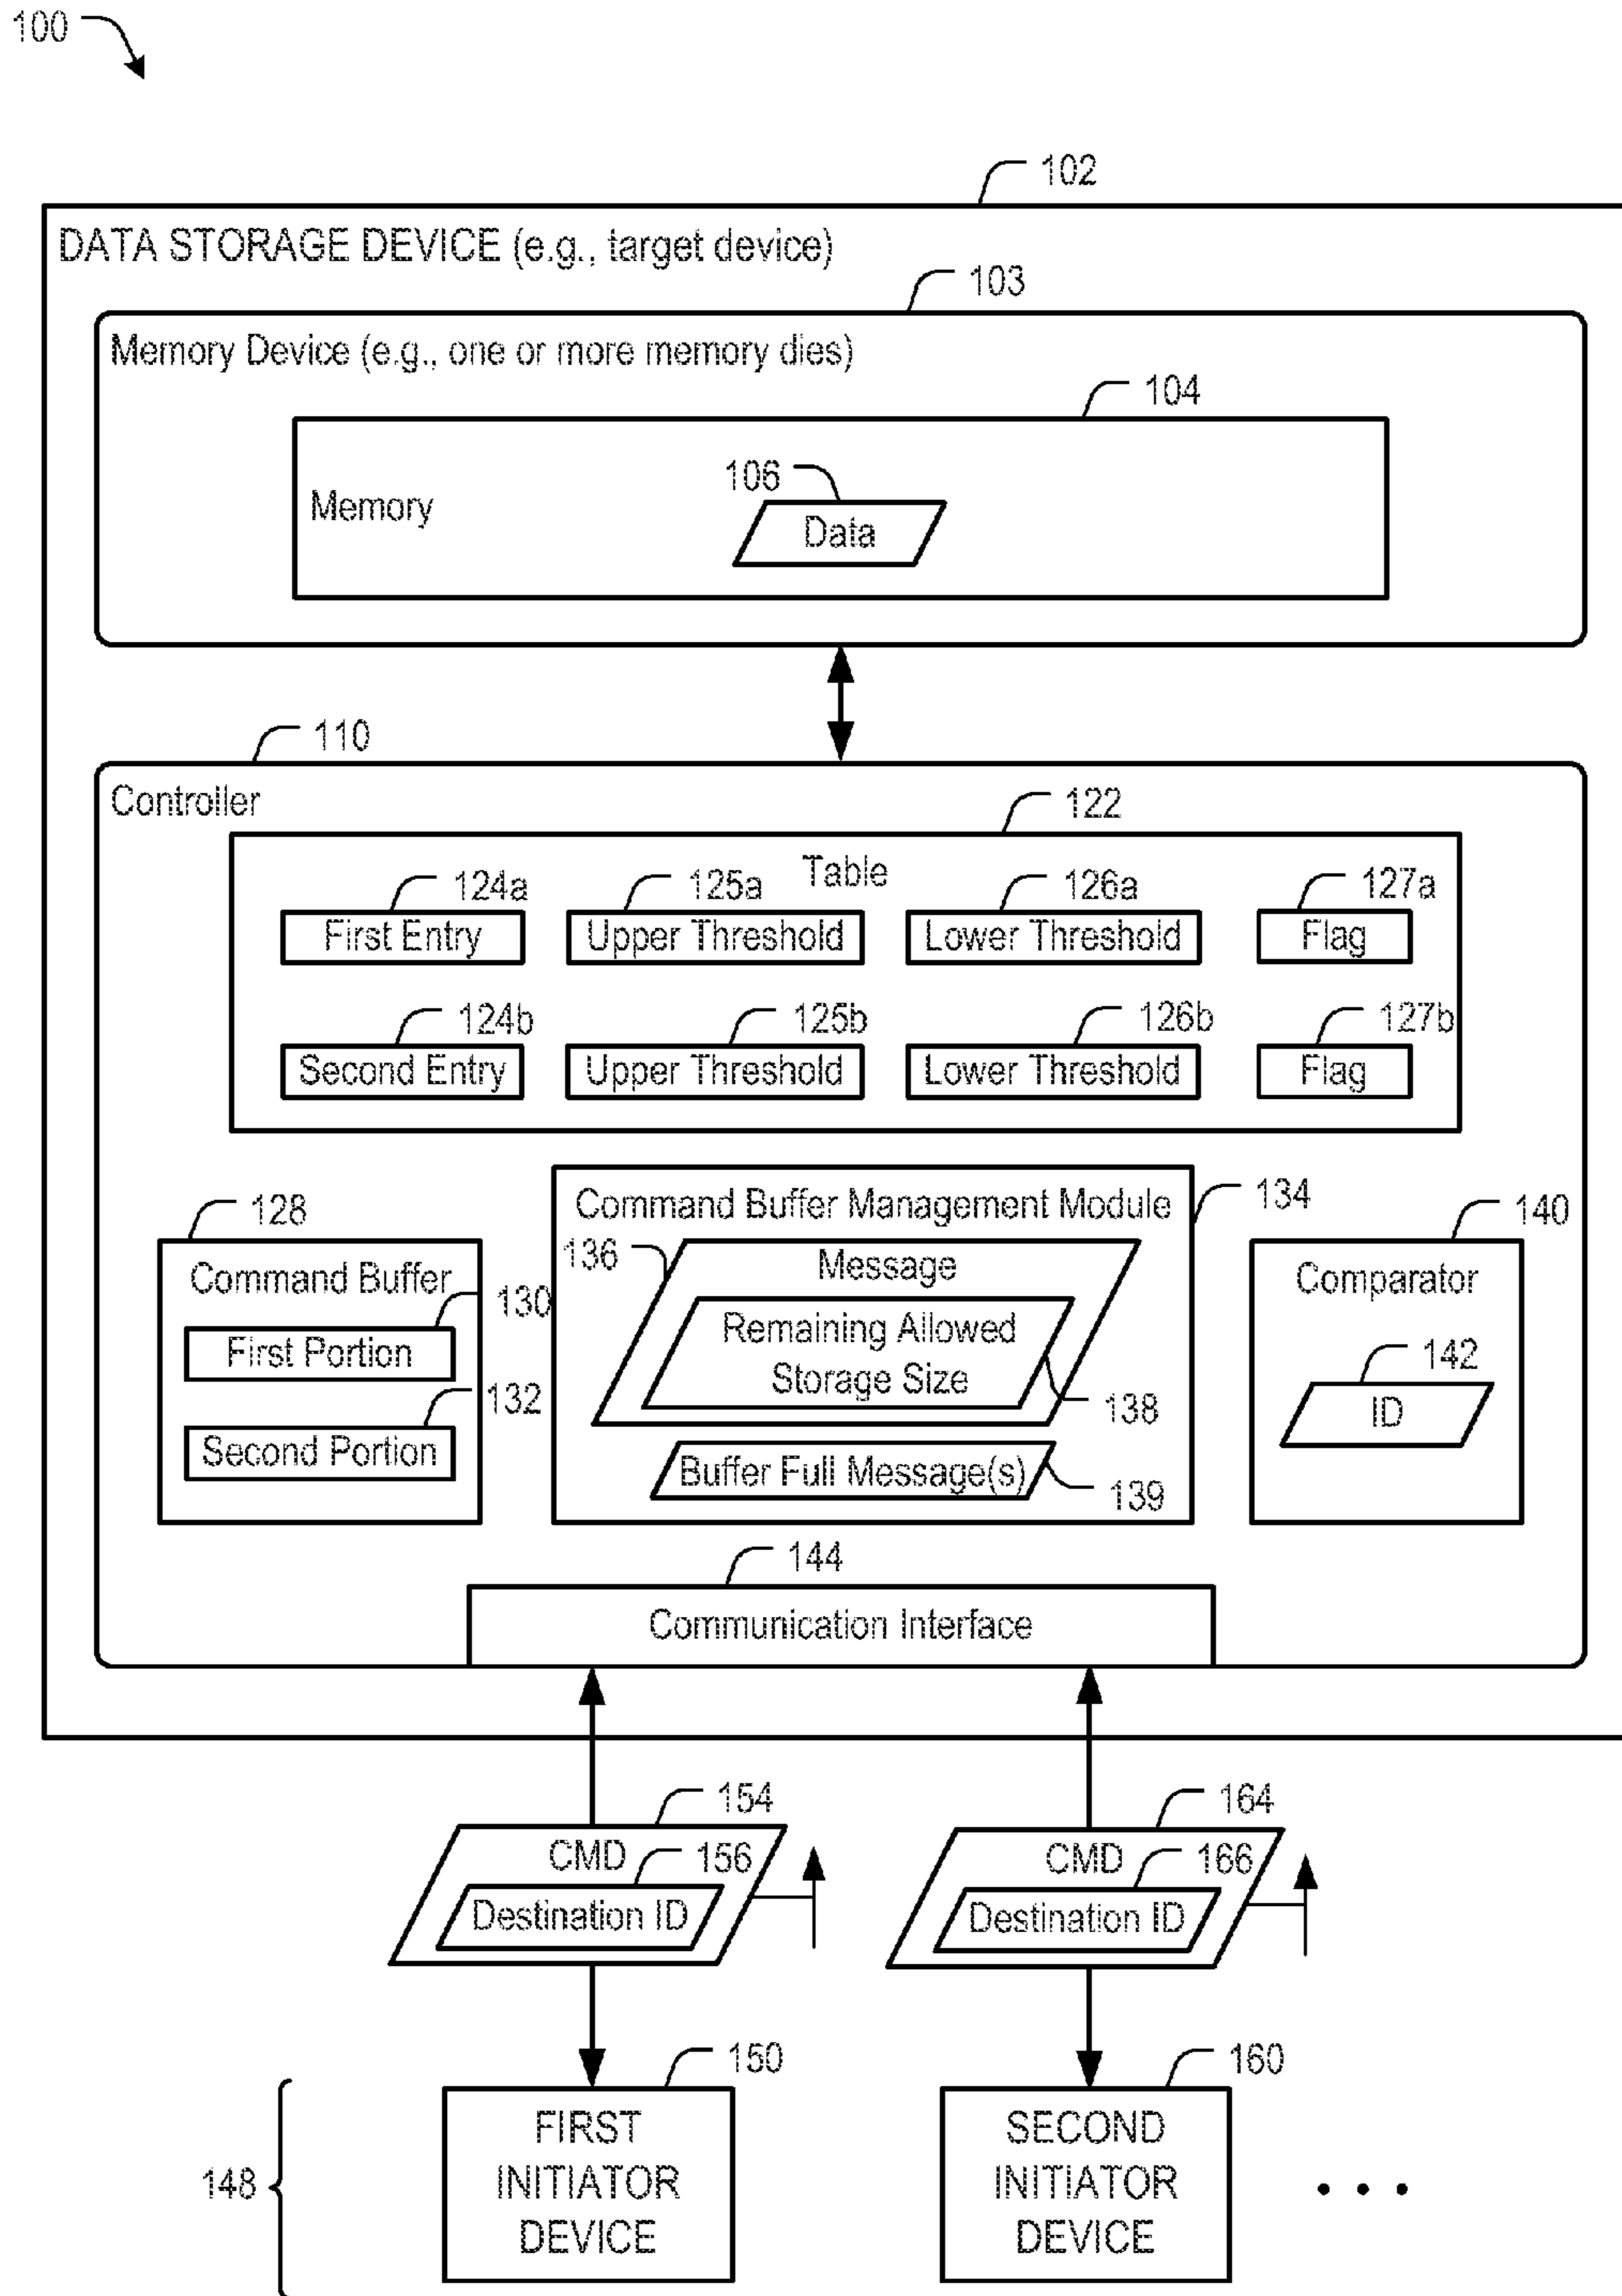 100
102
DATA STORAGE DEVICE (e.g., target device)
103
Memory Device (e.g., one or more memory dies)
104
106
Memory
Data
110
Controller
122
Table
124a
125a
126a
127a
First Entry
Upper Threshold
Lower Threshold
Flag
124b
125b
126b
127b
Second Entry
Upper Threshold
Lower Threshold
Flag
128
Command Buffer
130
First Portion
132
Second Portion
134
Command Buffer Management Module
136
Message
Remaining Allowed
Storage Size
138
Buffer Full Message(s)
139
140
Comparator
142
ID
144
Communication Interface
154
CMD
156
Destination ID
164
CMD
166
Destination ID
148
150
FIRST
INITIATOR
DEVICE
160
SECOND
INITIATOR
DEVICE
. . .